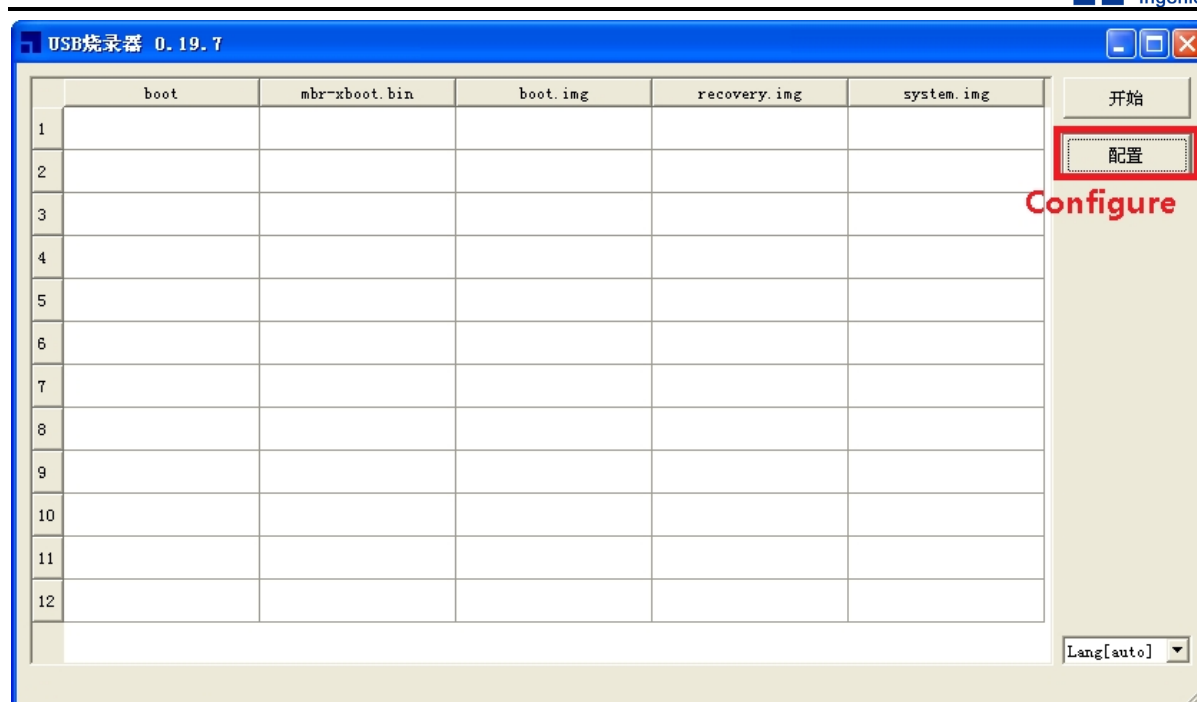 USB烧录器 0.19.7
boot mbr-xboot.bin boot.img recovery.img system.img
开始
1
配置
2
Configure
3
4
5
6
7
8
9
10
11
12
Lang[auto]